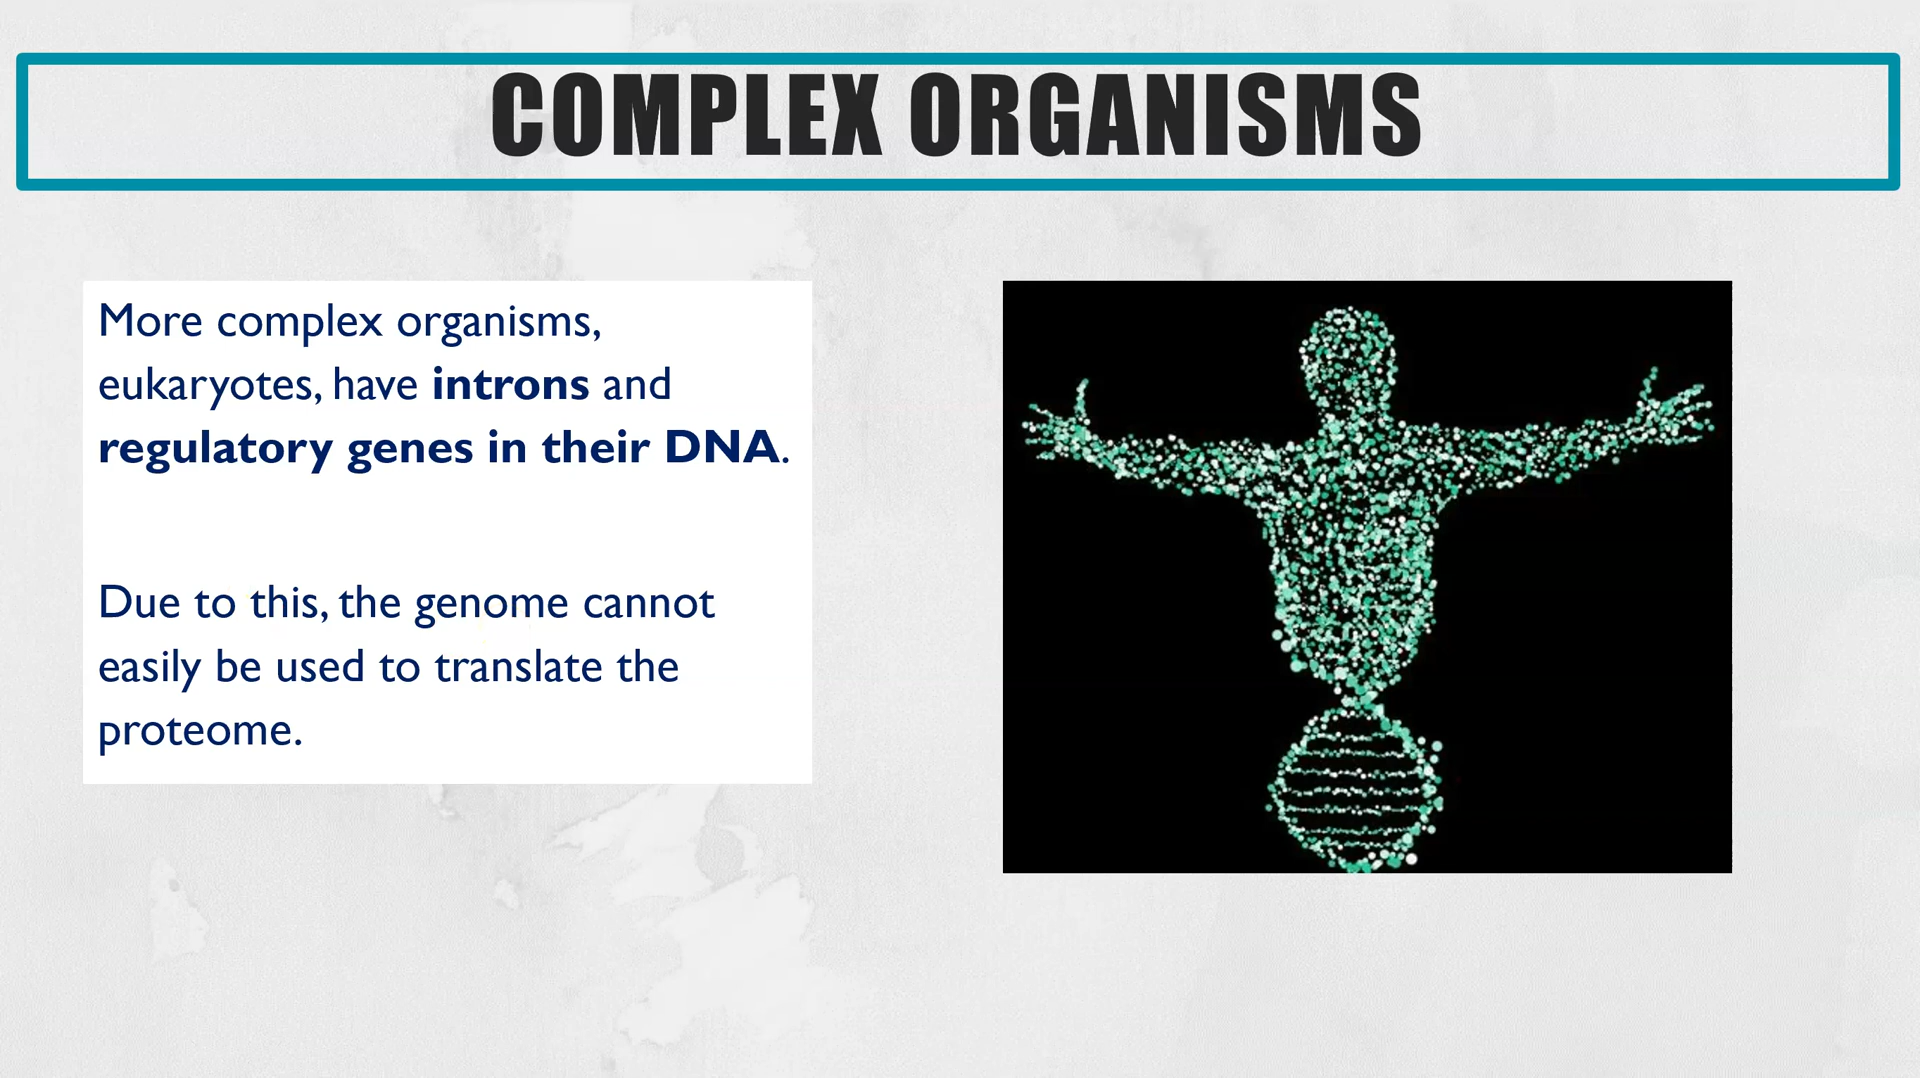 COMPLEX ORGANISMS
More complex organisms,
eukaryotes, have introns and
regulatory genes in their DNA.
Due to this, the genome cannot
easily be used to translate the
proteome.